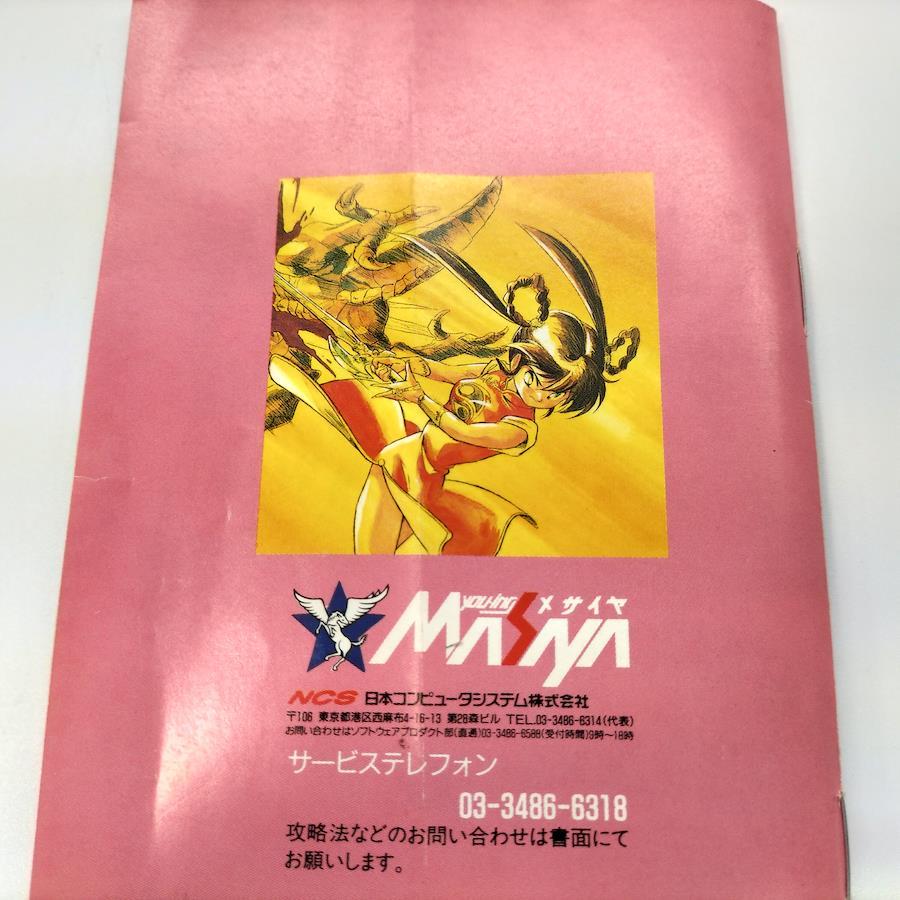 YOU-ing メサイヤ
MASAYA
NCS 日本コンピュータシステム株式会社
〒106 東京都港区西麻布4-16-13 第28森ビル TEL.03-3486-6314(代表)
お問い合わせはソフトウェアプロダクト部(直通)03-3486-6588(受付時間)9時〜18時
サービステレフォン
03-3486-6318
攻略法などのお問い合わせは書面にて
お願いします。